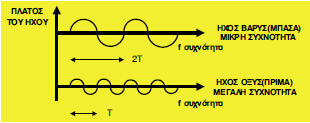 ΠΛΑΤΟΣ
ΤΟΥ ΗΧΟΥ
ΗΧΟΣ ΒΑΡΥΣ(ΜΠΑΣΑ)
ΜΙΚΡΗ ΣΥΧΝΟΤΗΤΑ
f συχνότητα
2T
ΗΧΟΣ ΟΞΥΣ(ΠΡΙΜΑ)
ΜΕΓΑΛΗ ΣΥΧΝΟΤΗΤΑ
f συχνότητα
T